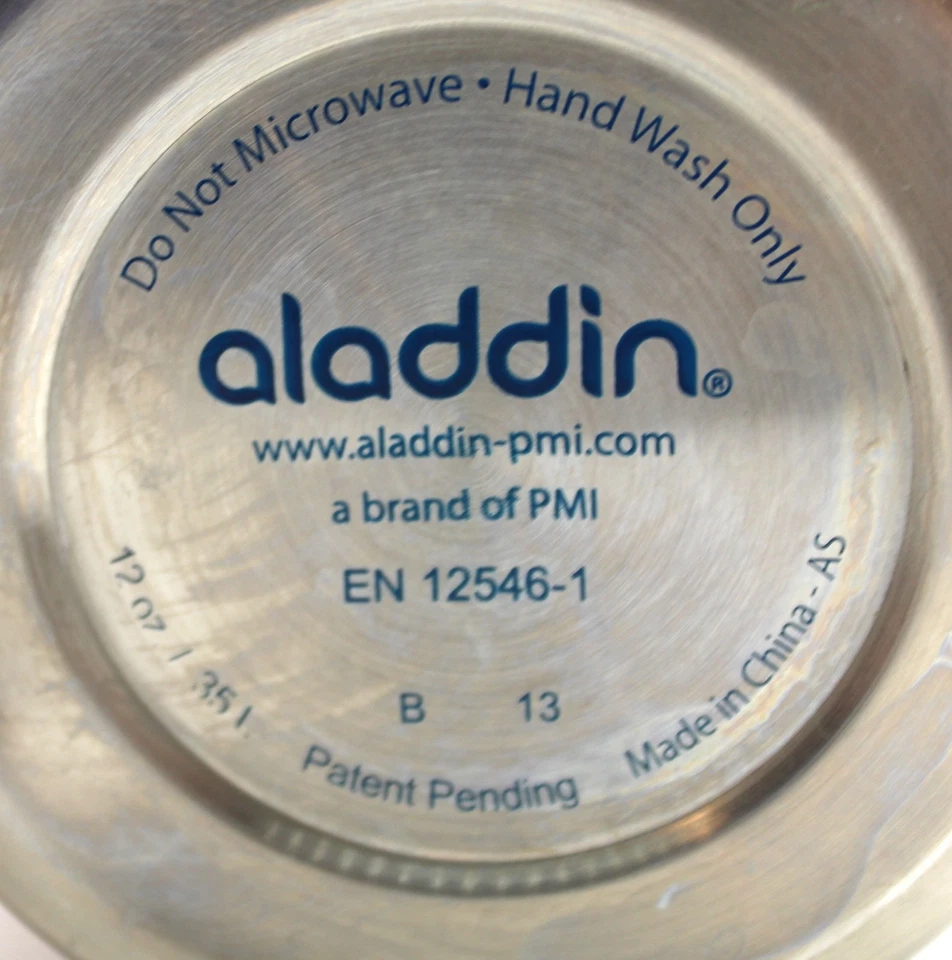 Do Not Microwave • Hand Wash Only
aladdin®
www.aladdin-pmi.com
a brand of PMI
EN 12546-1
B 13
Patent Pending
Made in China - AS